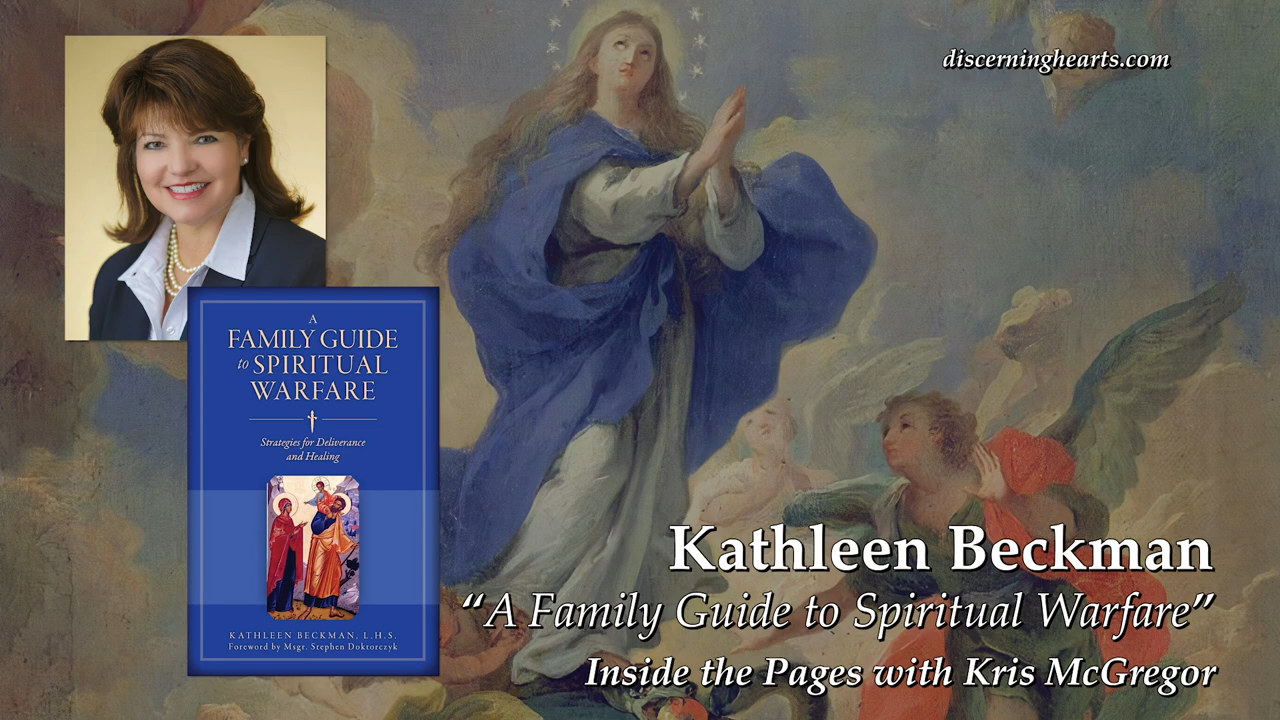 discerninghearts.com
A
FAMILY GUIDE
to SPIRITUAL
WARFARE
Strategies for Deliverance
and Healing
KATHLEEN BECKMAN, L.H.S.
Foreword by Msgr. Stephen Doktorczyk
Kathleen Beckman
“A Family Guide to Spiritual Warfare”
Inside the Pages with Kris McGregor